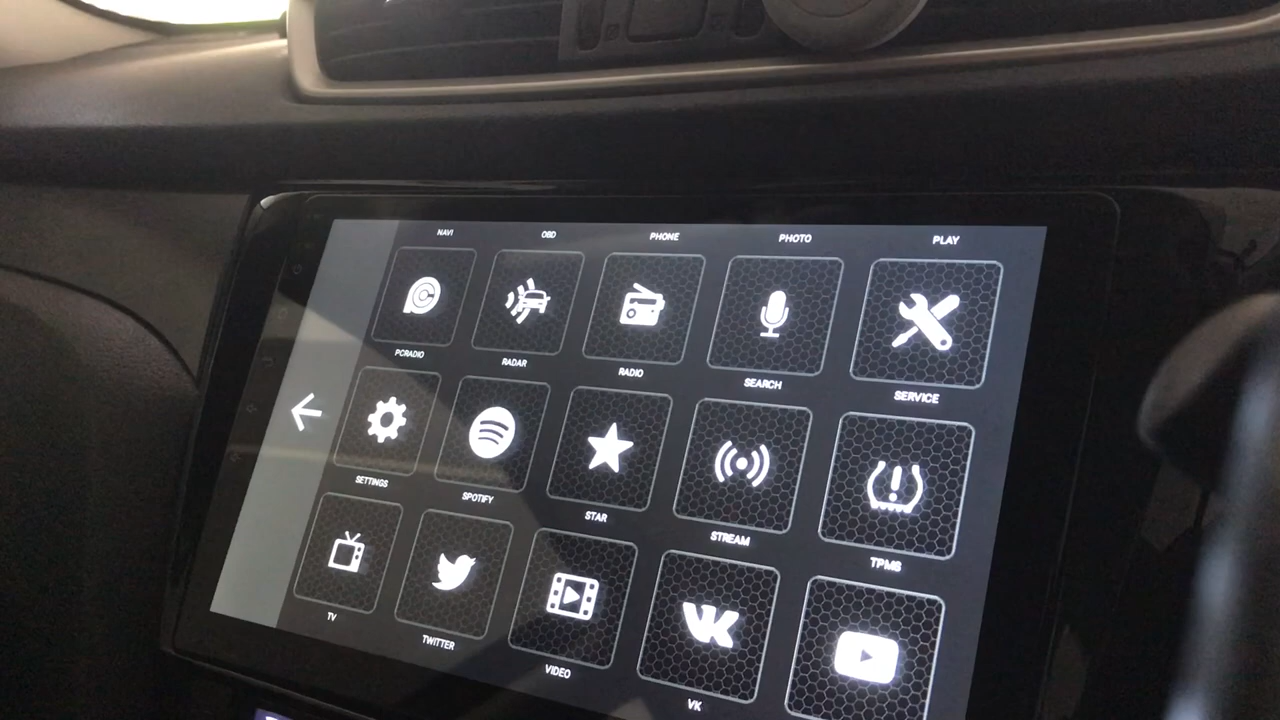 NAVI OBD PHONE PHOTO PLAY
PCRADIO RADAR RADIO SEARCH SERVICE
SETTINGS SPOTIFY STAR STREAM TPMS
TV TWITTER VIDEO VK